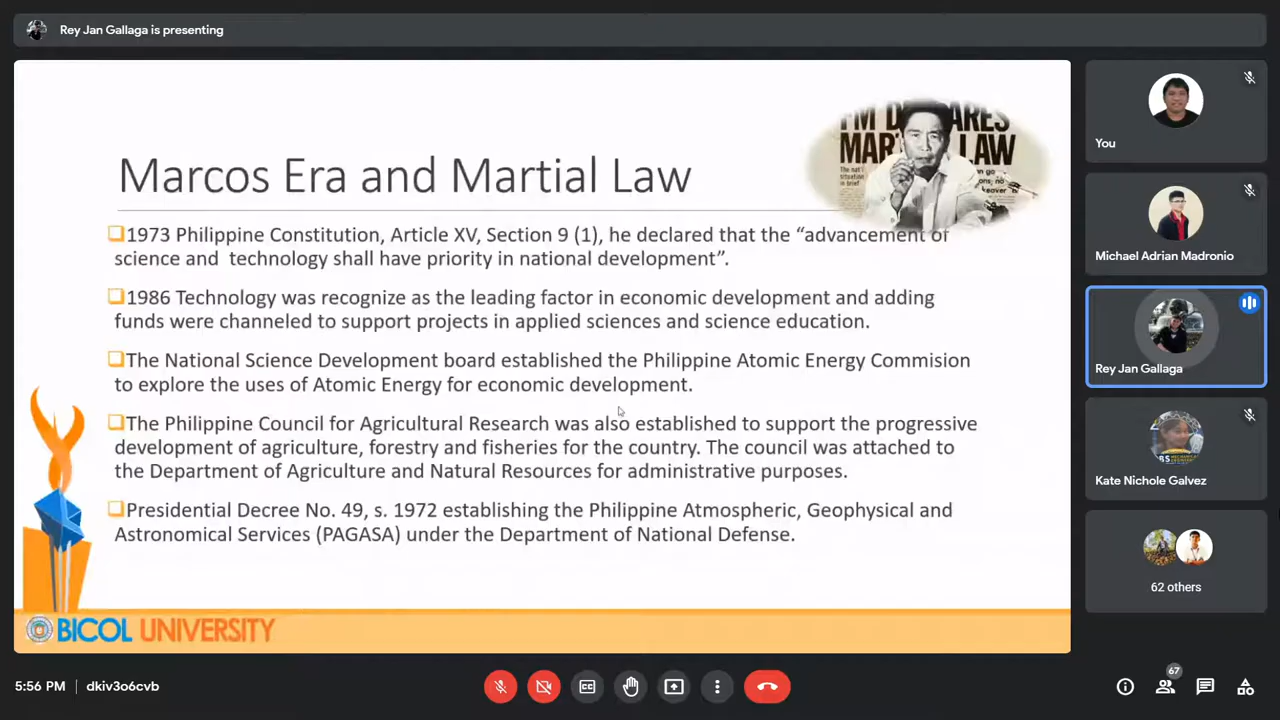 Rey Jan Gallaga is presenting
Marcos Era and Martial Law
1973 Philippine Constitution, Article XV, Section 9 (1), he declared that the “advancement of
science and technology shall have priority in national development”.
1986 Technology was recognize as the leading factor in economic development and adding
funds were channeled to support projects in applied sciences and science education.
The National Science Development board established the Philippine Atomic Energy Commision
to explore the uses of Atomic Energy for economic development.
The Philippine Council for Agricultural Research was also established to support the progressive
development of agriculture, forestry and fisheries for the country. The council was attached to
the Department of Agriculture and Natural Resources for administrative purposes.
Presidential Decree No. 49, s. 1972 establishing the Philippine Atmospheric, Geophysical and
Astronomical Services (PAGASA) under the Department of National Defense.
BICOL UNIVERSITY
You
Michael Adrian Madronio
Rey Jan Gallaga
Kate Nichole Galvez
62 others
5:56 PM | dkiv3o6cvb
67